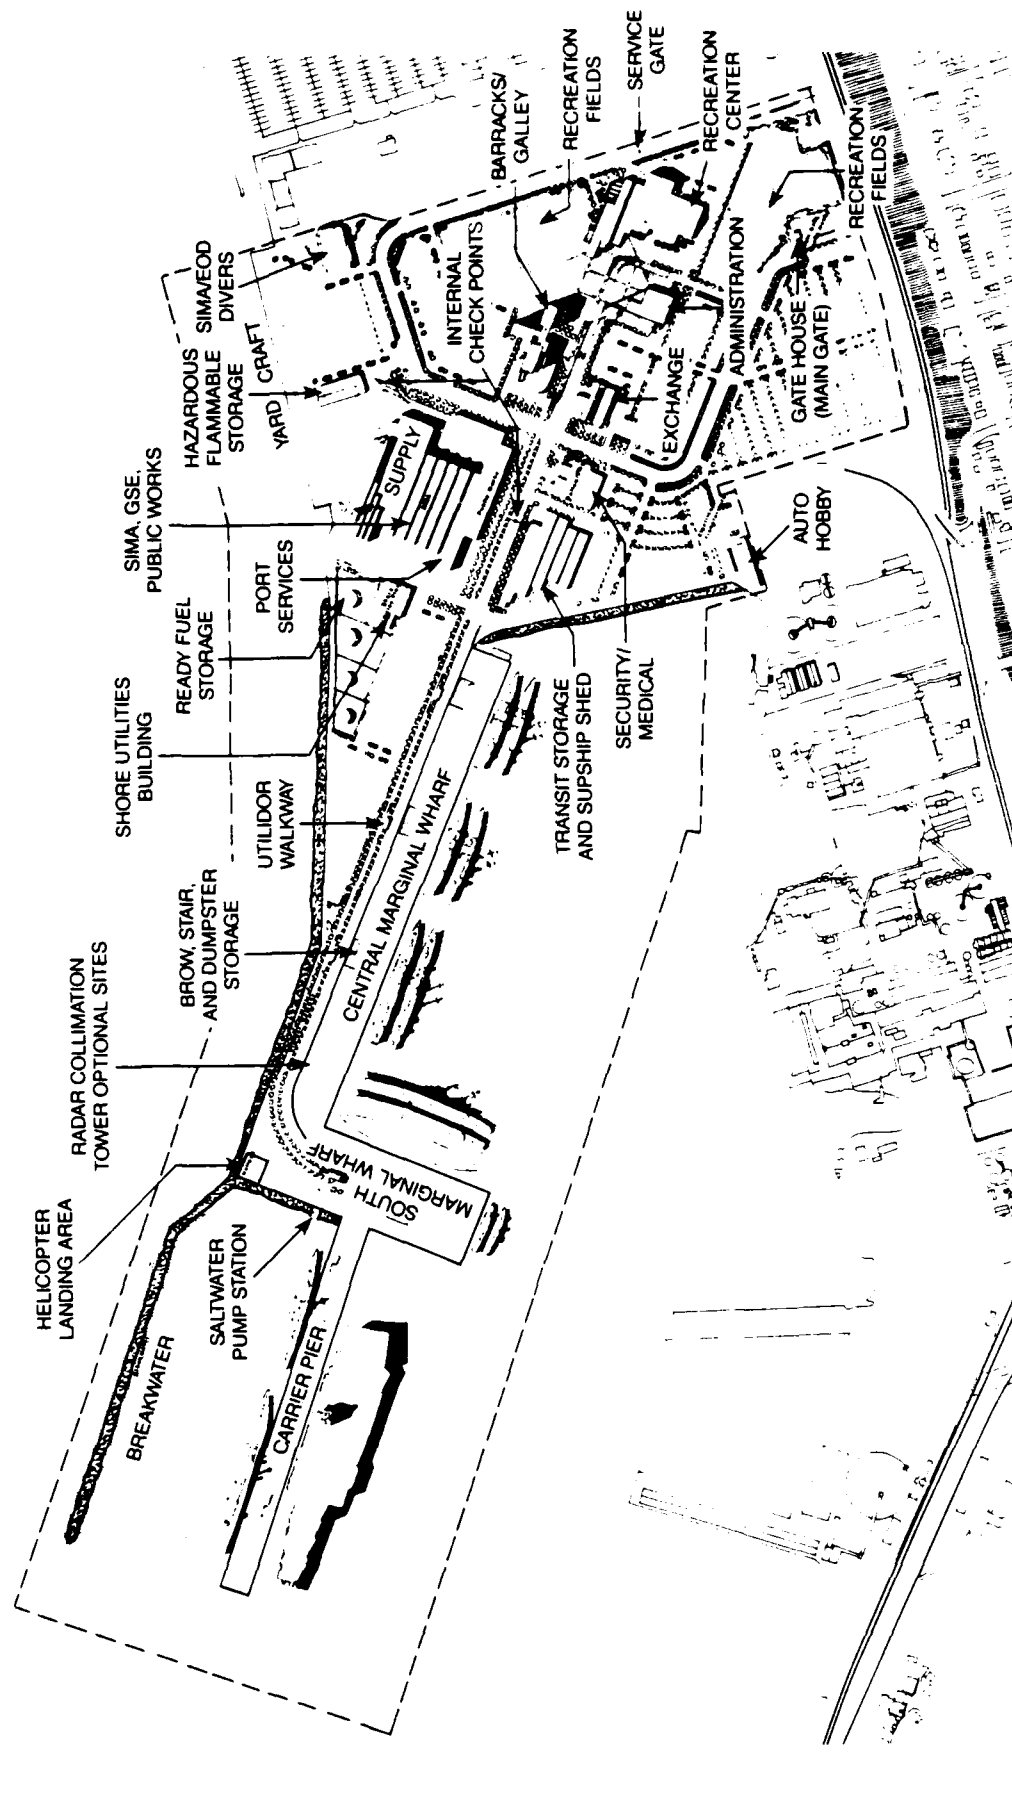 HELICOPTER
LANDING AREA
RADAR COLLIMATION
TOWER OPTIONAL SITES
BROW, STAIR,
AND DUMPSTER
STORAGE
UTILIDOR
WALKWAY
SHORE UTILITIES
BUILDING
READY FUEL
STORAGE
PORT
SERVICES
SIMA, GSE,
PUBLIC WORKS
HAZARDOUS
FLAMMABLE
STORAGE
YARD CRAFT
SIMA/EOD
DIVERS
INTERNAL
CHECK POINTS
BARRACKS/
GALLEY
RECREATION
FIELDS
SERVICE
GATE
RECREATION
CENTER
RECREATION
FIELDS
ADMINISTRATION
GATE HOUSE
(MAIN GATE)
EXCHANGE
SUPPLY
AUTO
HOBBY
SECURITY/
MEDICAL
TRANSIT STORAGE
AND SUPSHIP SHED
CENTRAL MARGINAL WHARF
SOUTH
MARGINAL WHARF
SALTWATER
PUMP STATION
BREAKWATER
CARRIER PIER